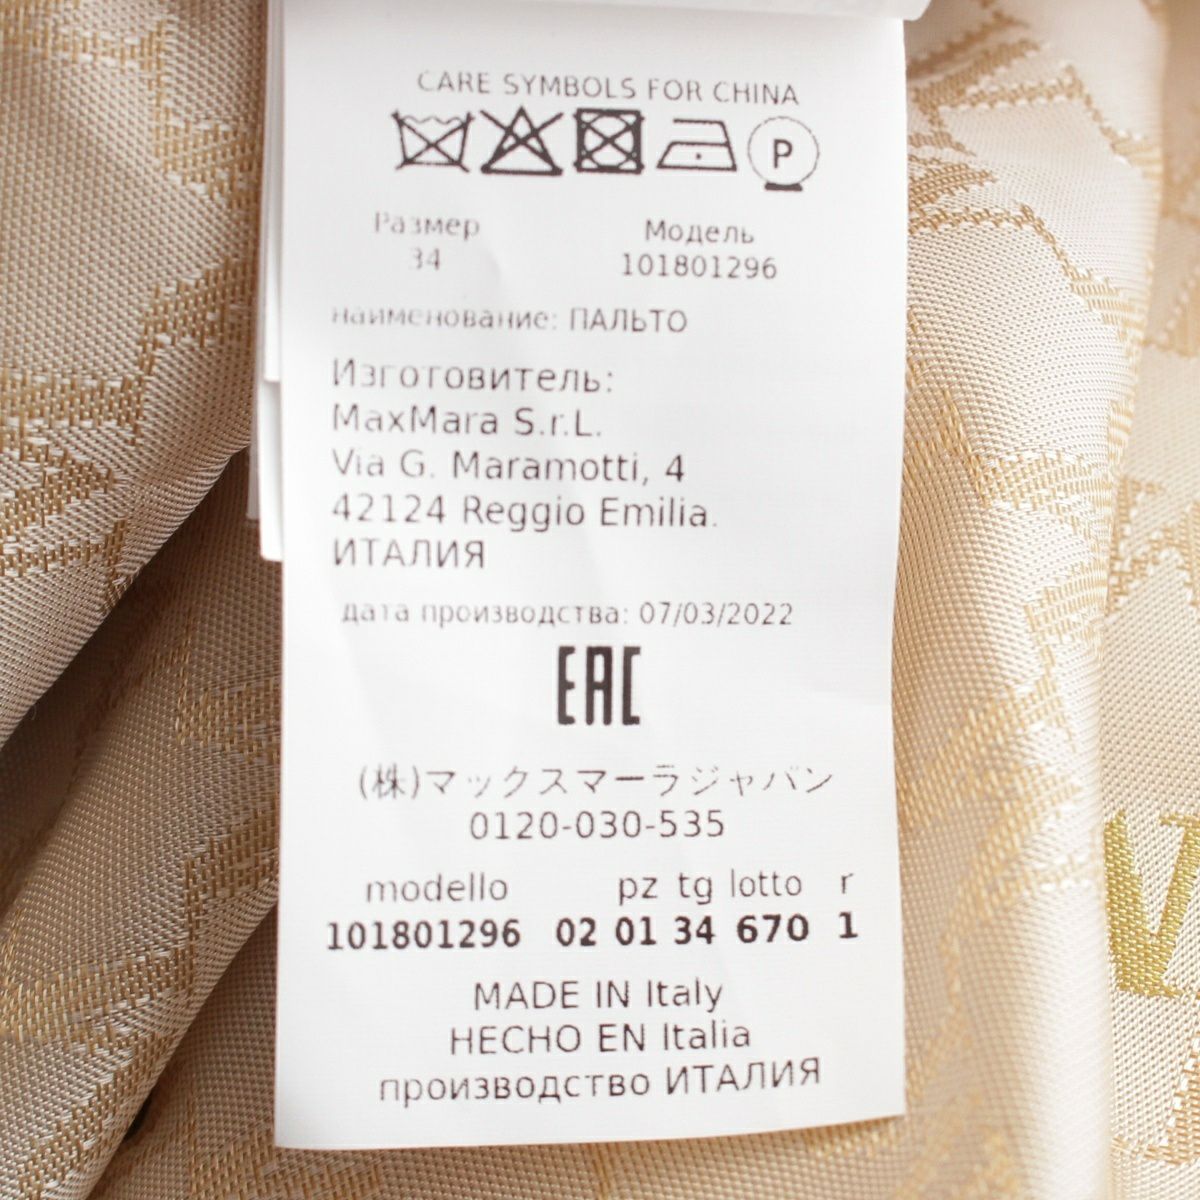 CARE SYMBOLS FOR CHINA
P
Размер Модель
34 101801296
наименование: ПАЛЬТО
Изготовитель:
MaxMara S.r.L.
Via G. Maramotti, 4
42124 Reggio Emilia.
ИТАЛИЯ
дата производства: 07/03/2022
EAC
(株)マックスマーラジャパン
0120-030-535
modello pz tg lotto r
101801296 02 01 34 670 1
MADE IN Italy
HECHO EN Italia
производство ИТАЛИЯ